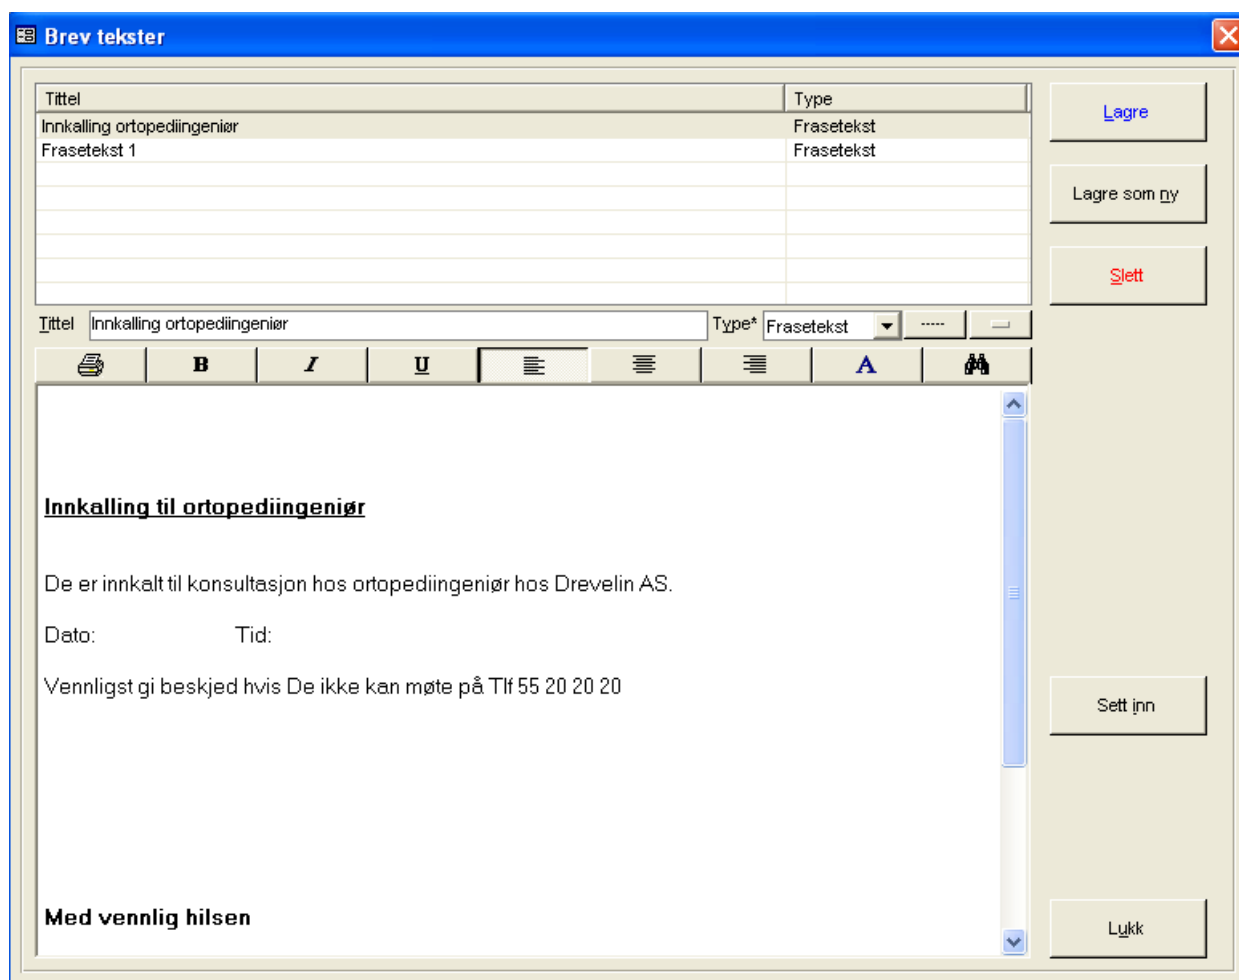 Brev tekster
Tittel Type
Innkalling ortopediingeniør Frasetekst
Frasetekst 1 Frasetekst
Lagre
Lagre som ny
Slett
Tittel Innkalling ortopediingeniør Type* Frasetekst -----
B I U A
Innkalling til ortopediingeniør
De er innkalt til konsultasjon hos ortopediingeniør hos Drevelin AS.
Dato: Tid:
Vennligst gi beskjed hvis De ikke kan møte på Tlf 55 20 20 20
Sett inn
Med vennlig hilsen
Lukk